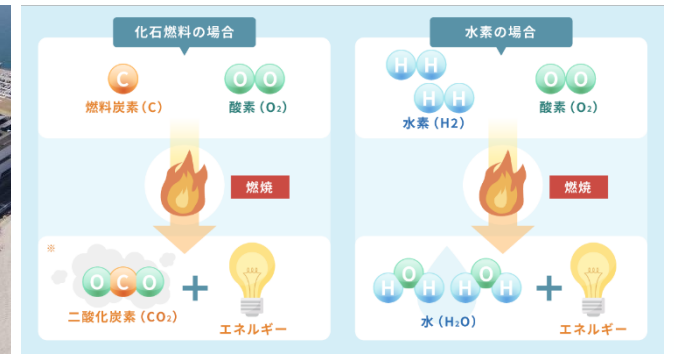 化石燃料の場合
C
O O
燃料炭素(C)
酸素(O₂)
燃焼
※
O C O
二酸化炭素(CO₂)
+
エネルギー
水素の場合
H H
H H
水素(H2)
O O
酸素(O₂)
燃焼
H O H H O H
水(H₂O)
+
エネルギー